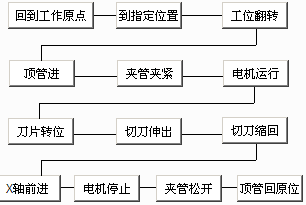 回到工作原点
到指定位置
工位翻转
顶管进
夹管夹紧
电机运行
刀片转位
切刀伸出
切刀缩回
X轴前进
电机停止
夹管松开
顶管回原位